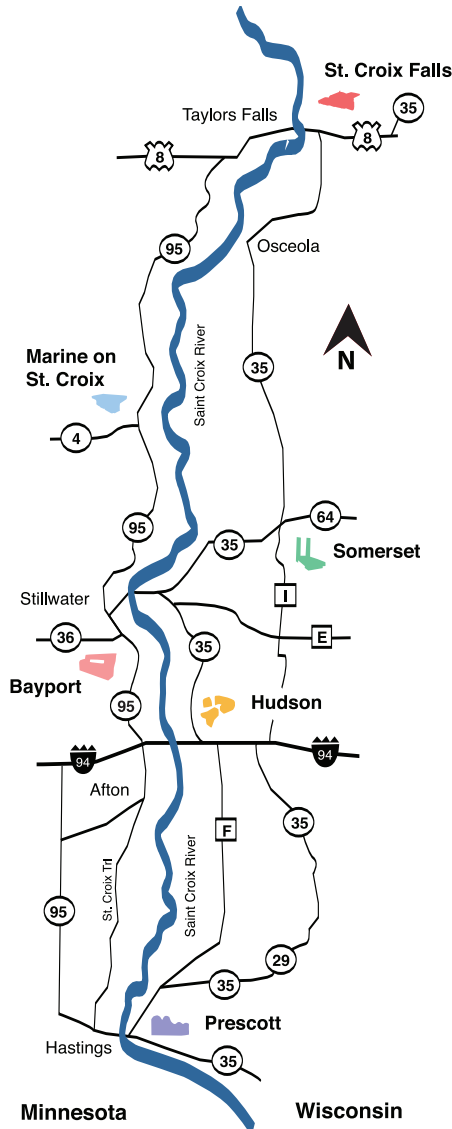 St. Croix Falls
35
Taylors Falls
8
8
95
Osceola
Saint Croix River
N
35
Marine on
St. Croix
4
95
35
64
Somerset
Stillwater
I
36
35
E
Bayport
95
Hudson
94
94
Afton
35
F
St. Croix Trl
Saint Croix River
95
29
35
Prescott
Hastings
35
Minnesota
Wisconsin